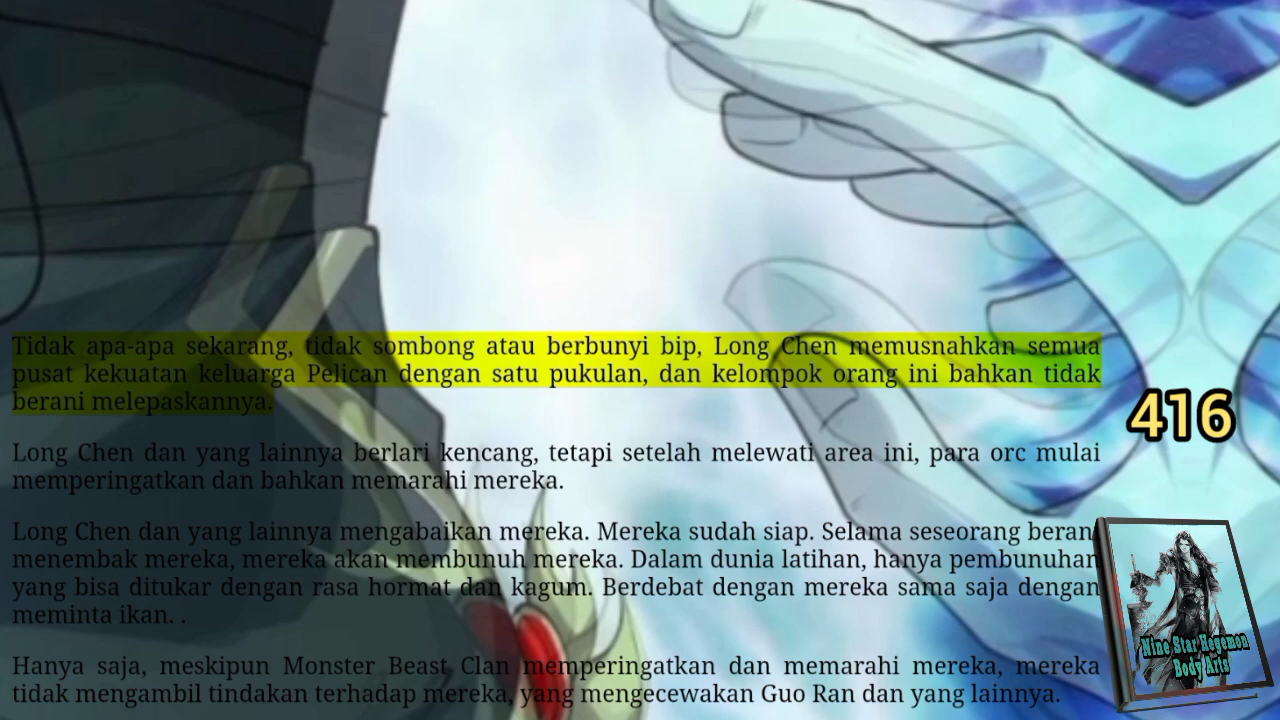 Tidak apa-apa sekarang, tidak sombong atau berbunyi bip, Long Chen memusnahkan semua
pusat kekuatan keluarga Pelican dengan satu pukulan, dan kelompok orang ini bahkan tidak
berani melepaskannya.
Long Chen dan yang lainnya berlari kencang, tetapi setelah melewati area ini, para orc mulai
memperingatkan dan bahkan memarahi mereka.
Long Chen dan yang lainnya mengabaikan mereka. Mereka sudah siap. Selama seseorang berani
menembak mereka, mereka akan membunuh mereka. Dalam dunia latihan, hanya pembunuhan
yang bisa ditukar dengan rasa hormat dan kagum. Berdebat dengan mereka sama saja dengan
meminta ikan. .
Hanya saja, meskipun Monster Beast Clan memperingatkan dan memarahi mereka, mereka
tidak mengambil tindakan terhadap mereka, yang mengecewakan Guo Ran dan yang lainnya.
416
Nine Star Hegemon
Body Arts